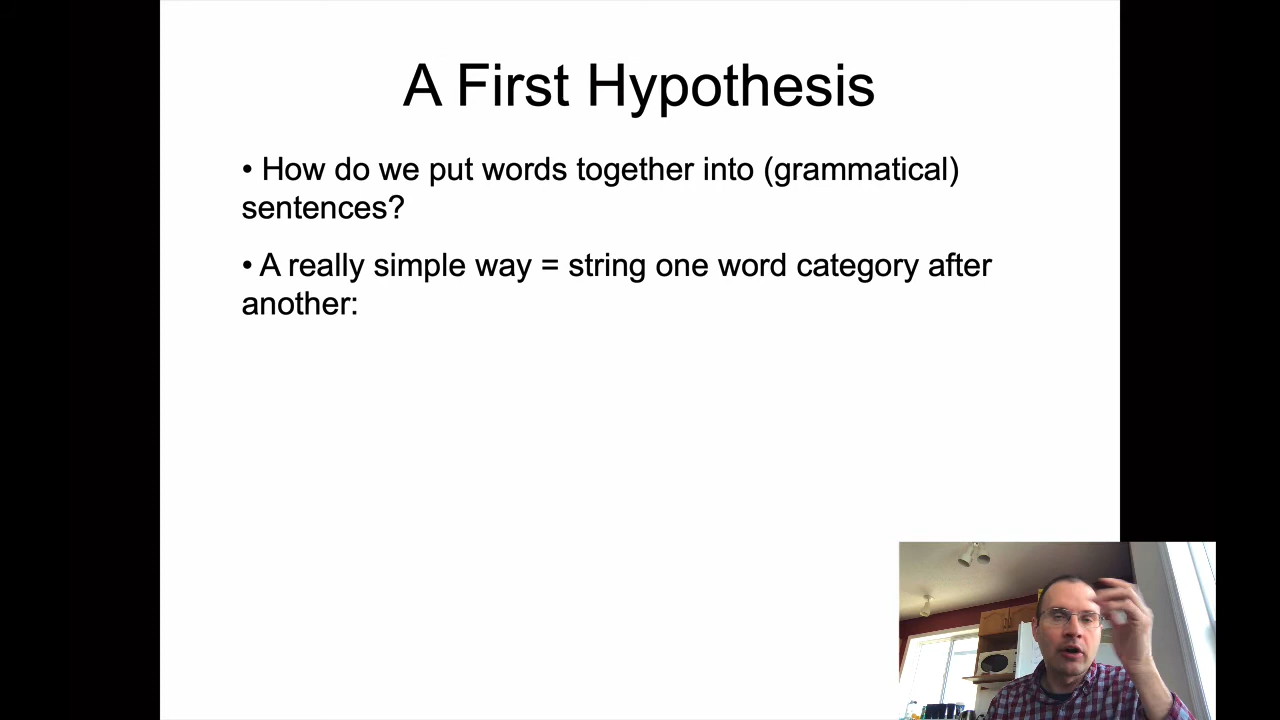 A First Hypothesis
• How do we put words together into (grammatical)
sentences?
• A really simple way = string one word category after
another: